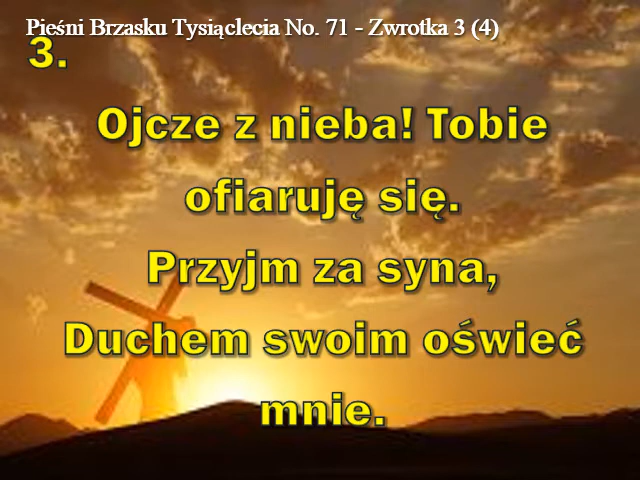 Pieśni Brzasku Tysiąclecia No. 71 - Zwrotka 3 (4)
3.
Ojcze z nieba! Tobie
ofiaruję się.
Przyjm za syna,
Duchem swoim oświeć
mnie.